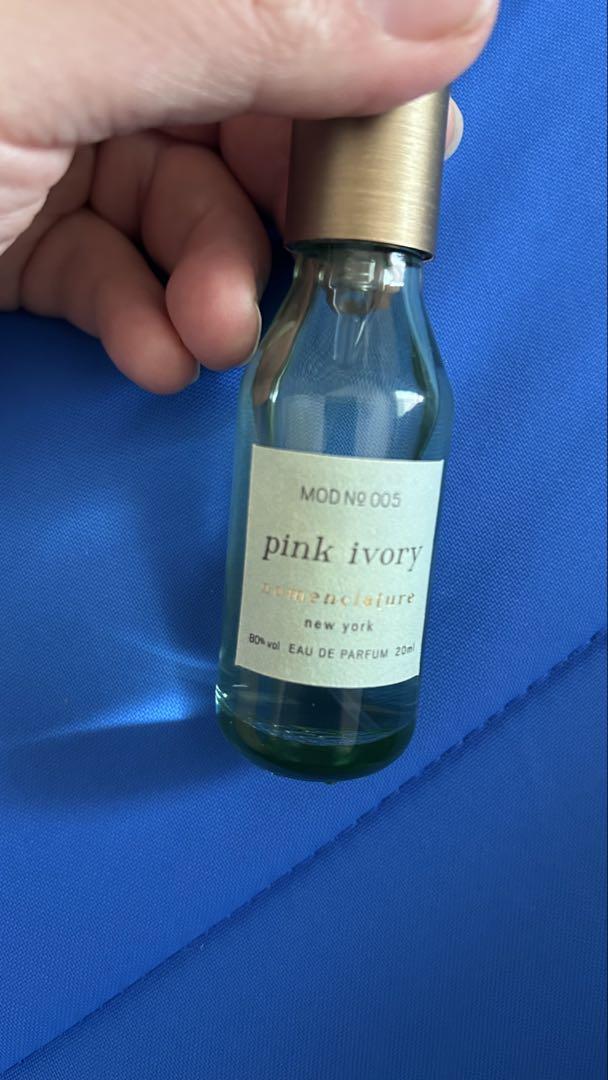 MOD Nº 005
pink ivory
nomenclature
new york
80% vol EAU DE PARFUM 20ml